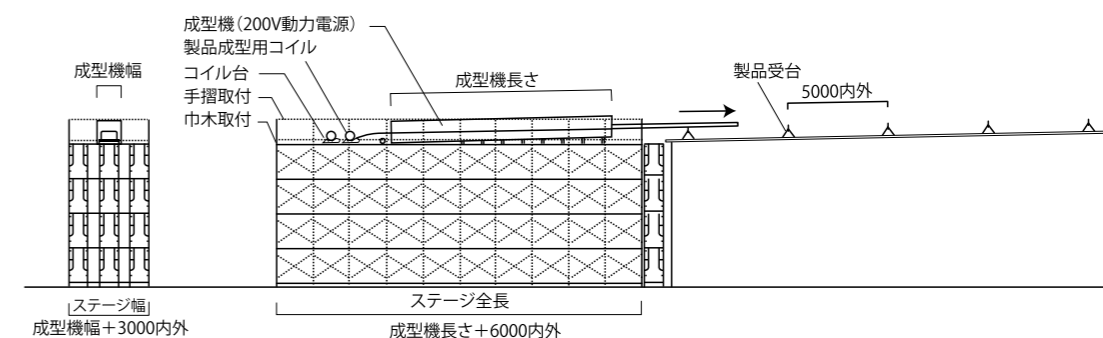 成型機（200V動力電源）
製品成型用コイル
コイル台
手摺取付
巾木取付
成型機幅
成型機長さ
製品受台
5000内外
ステージ幅
成型機幅＋3000内外
ステージ全長
成型機長さ＋6000内外